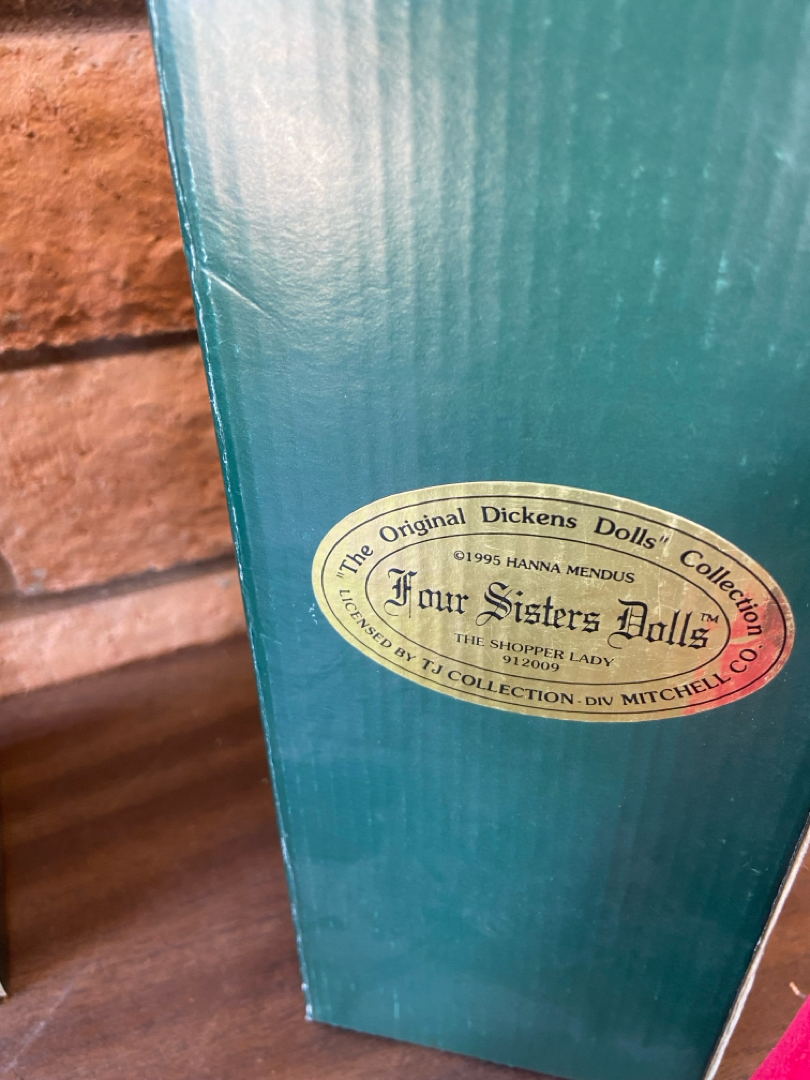 "The Original Dickens Dolls" Collection
©1995 HANNA MENDUS
Four Sisters Dolls™
THE SHOPPER LADY
912009
LICENSED BY TJ COLLECTION - DIV MITCHELL CO.